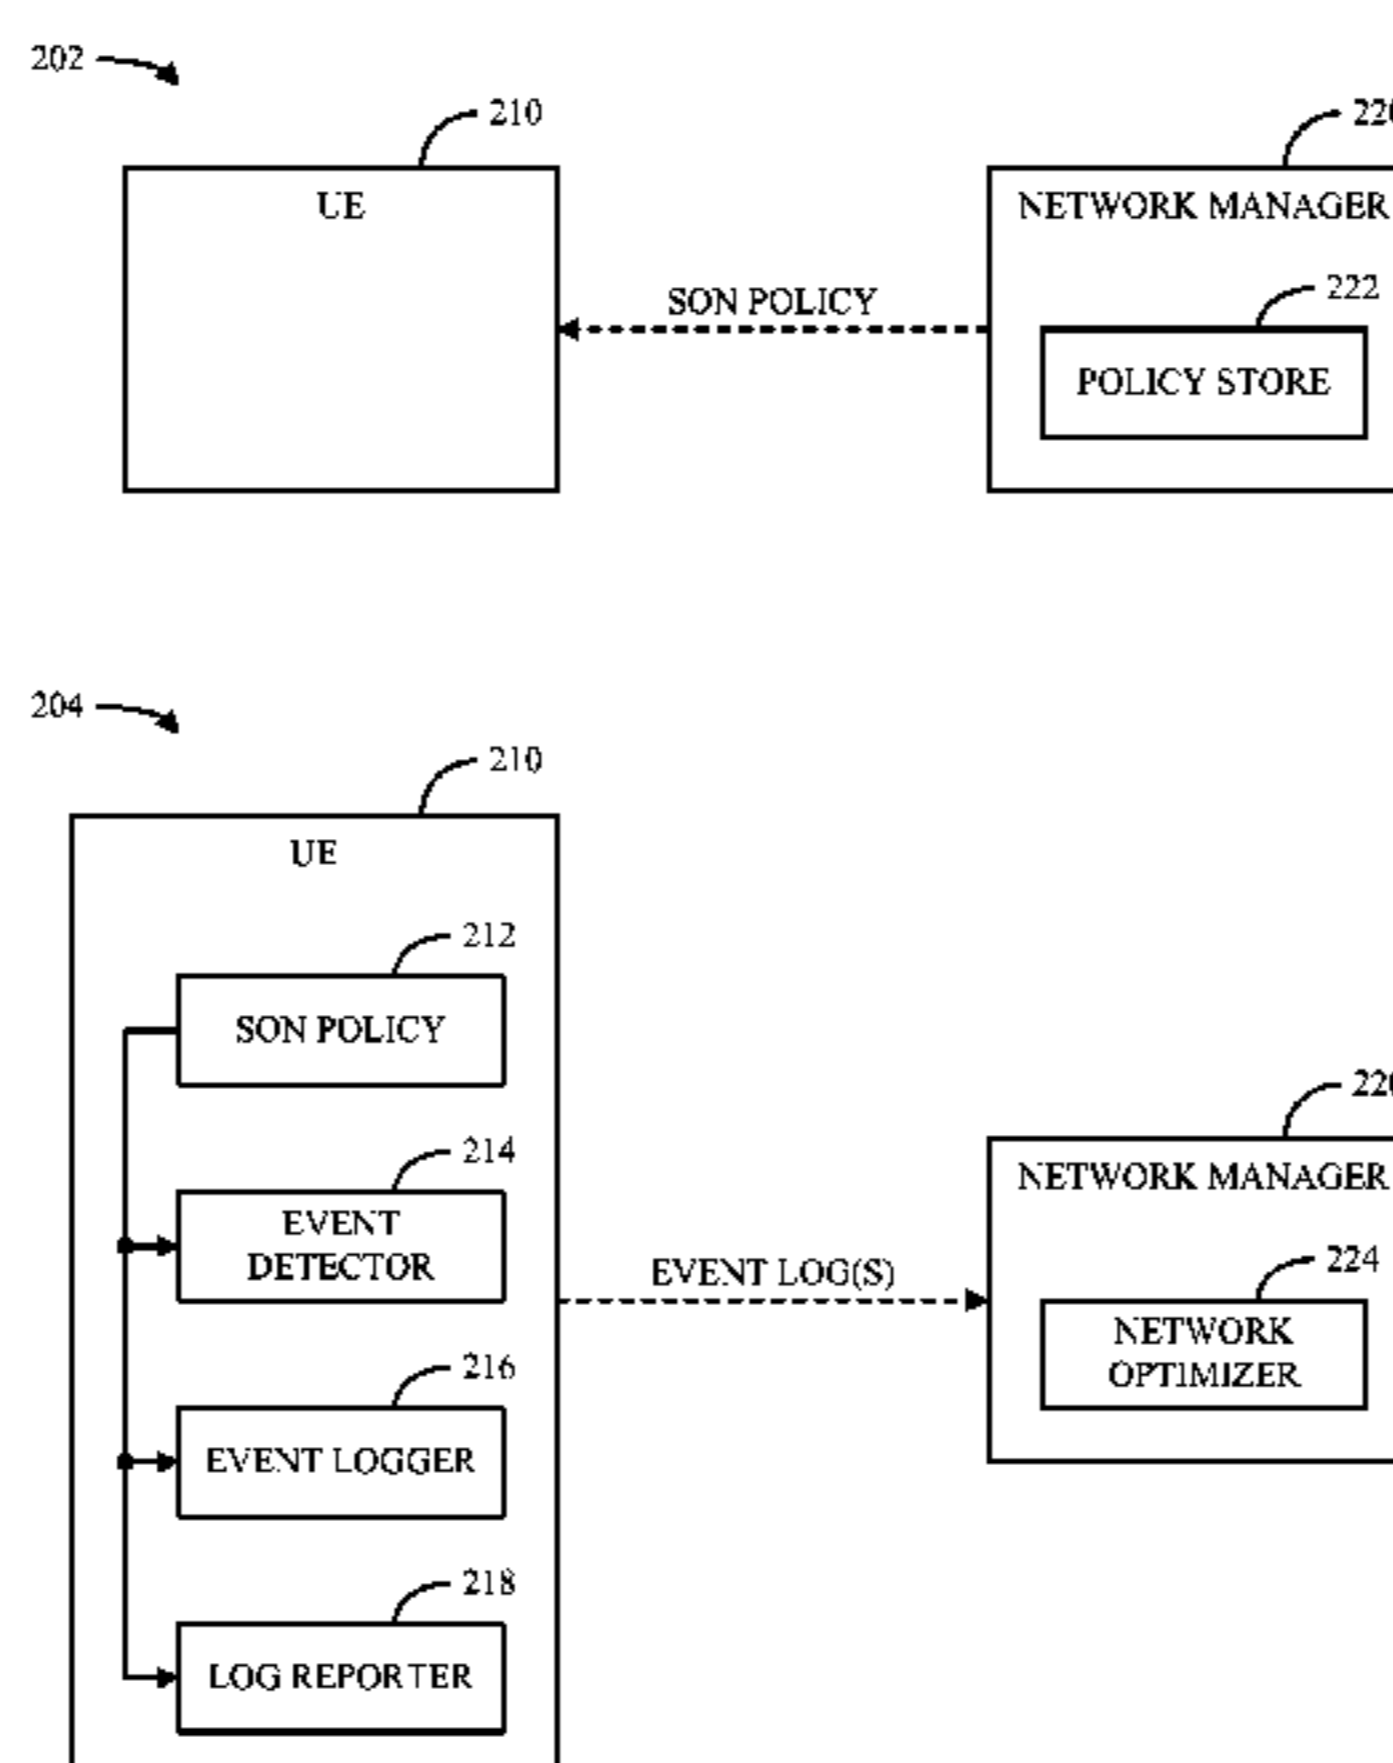 202
210
220
UE
NETWORK MANAGER
SON POLICY
222
POLICY STORE
204
210
UE
212
SON POLICY
214
EVENT
DETECTOR
220
NETWORK MANAGER
EVENT LOG(S)
224
NETWORK
OPTIMIZER
216
EVENT LOGGER
218
LOG REPORTER